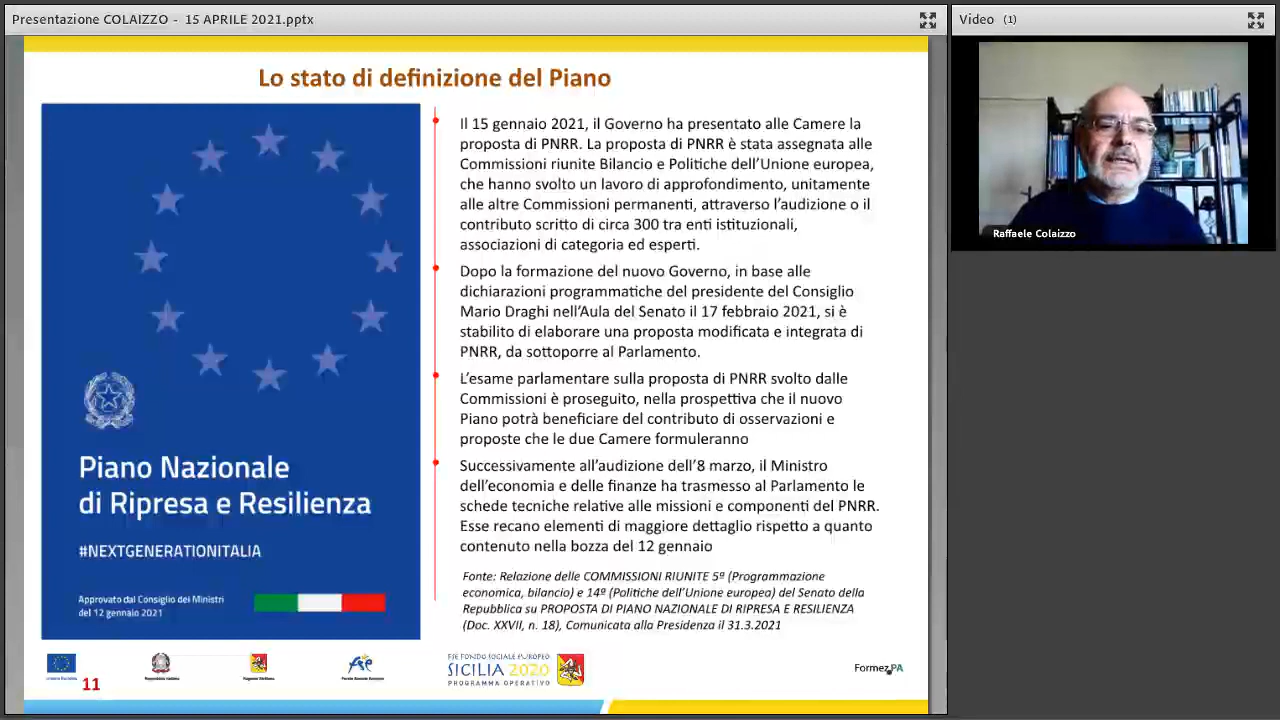 Presentazione COLAIZZO - 15 APRILE 2021.pptx
Video (1)
Raffaele Colaizzo
Lo stato di definizione del Piano
Il 15 gennaio 2021, il Governo ha presentato alle Camere la
proposta di PNRR. La proposta di PNRR è stata assegnata alle
Commissioni riunite Bilancio e Politiche dell’Unione europea,
che hanno svolto un lavoro di approfondimento, unitamente
alle altre Commissioni permanenti, attraverso l’audizione o il
contributo scritto di circa 300 tra enti istituzionali,
associazioni di categoria ed esperti.
Dopo la formazione del nuovo Governo, in base alle
dichiarazioni programmatiche del presidente del Consiglio
Mario Draghi nell’Aula del Senato il 17 febbraio 2021, si è
stabilito di elaborare una proposta modificata e integrata di
PNRR, da sottoporre al Parlamento.
L’esame parlamentare sulla proposta di PNRR svolto dalle
Commissioni è proseguito, nella prospettiva che il nuovo
Piano potrà beneficiare del contributo di osservazioni e
proposte che le due Camere formuleranno
Successivamente all’audizione dell’8 marzo, il Ministro
dell’economia e delle finanze ha trasmesso al Parlamento le
schede tecniche relative alle missioni e componenti del PNRR.
Esse recano elementi di maggiore dettaglio rispetto a quanto
contenuto nella bozza del 12 gennaio
Fonte: Relazione delle COMMISSIONI RIUNITE 5ª (Programmazione
economica, bilancio) e 14ª (Politiche dell’Unione europea) del Senato della
Repubblica su PROPOSTA DI PIANO NAZIONALE DI RIPRESA E RESILIENZA
(Doc. XXVII, n. 18), Comunicata alla Presidenza il 31.3.2021
Piano Nazionale
di Ripresa e Resilienza
#NEXTGENERATIONITALIA
Approvato dal Consiglio dei Ministri
del 12 gennaio 2021
FSE FONDO SOCIALE EUROPEO
SICILIA 2020
PROGRAMMA OPERATIVO
FormezPA
11